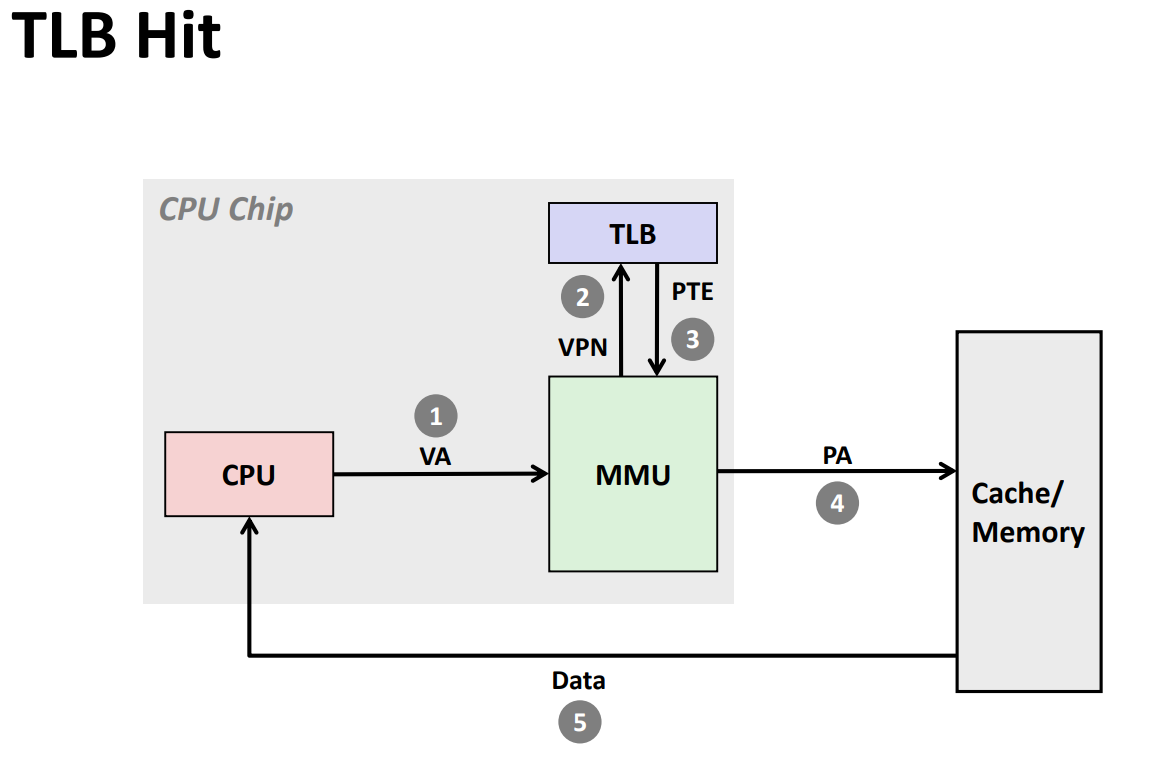 TLB Hit
CPU Chip
TLB
2
PTE
VPN
3
1
VA
CPU
MMU
PA
4
Cache/
Memory
Data
5